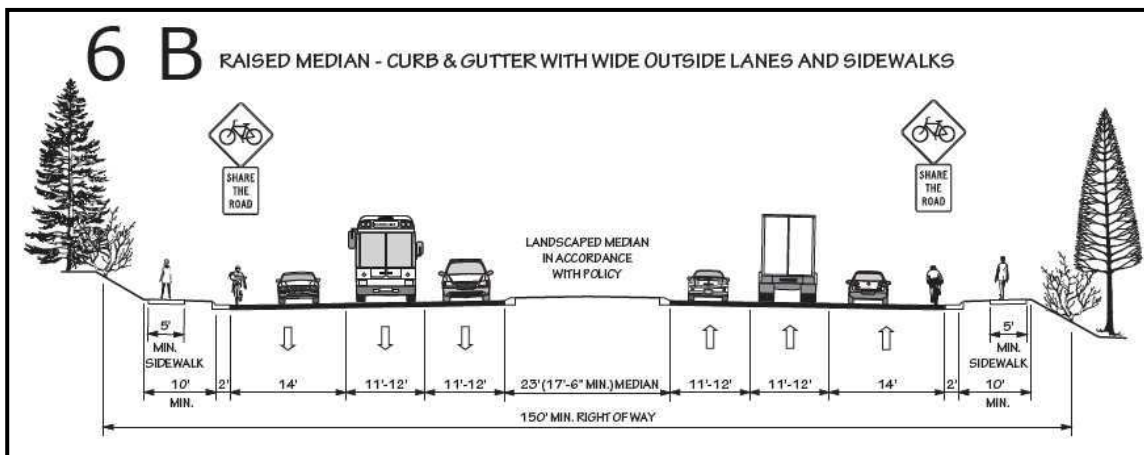 6 B RAISED MEDIAN - CURB & GUTTER WITH WIDE OUTSIDE LANES AND SIDEWALKS
SHARE
THE
ROAD
SHARE
THE
ROAD
LANDSCAPED MEDIAN
IN ACCORDANCE
WITH POLICY
5'
MIN.
SIDEWALK
5'
MIN.
SIDEWALK
10'
MIN.
2'
14'
11'-12'
11'-12'
23' (17'-6" MIN.) MEDIAN
11'-12'
11'-12'
14'
2'
10'
MIN.
150' MIN. RIGHT OF WAY